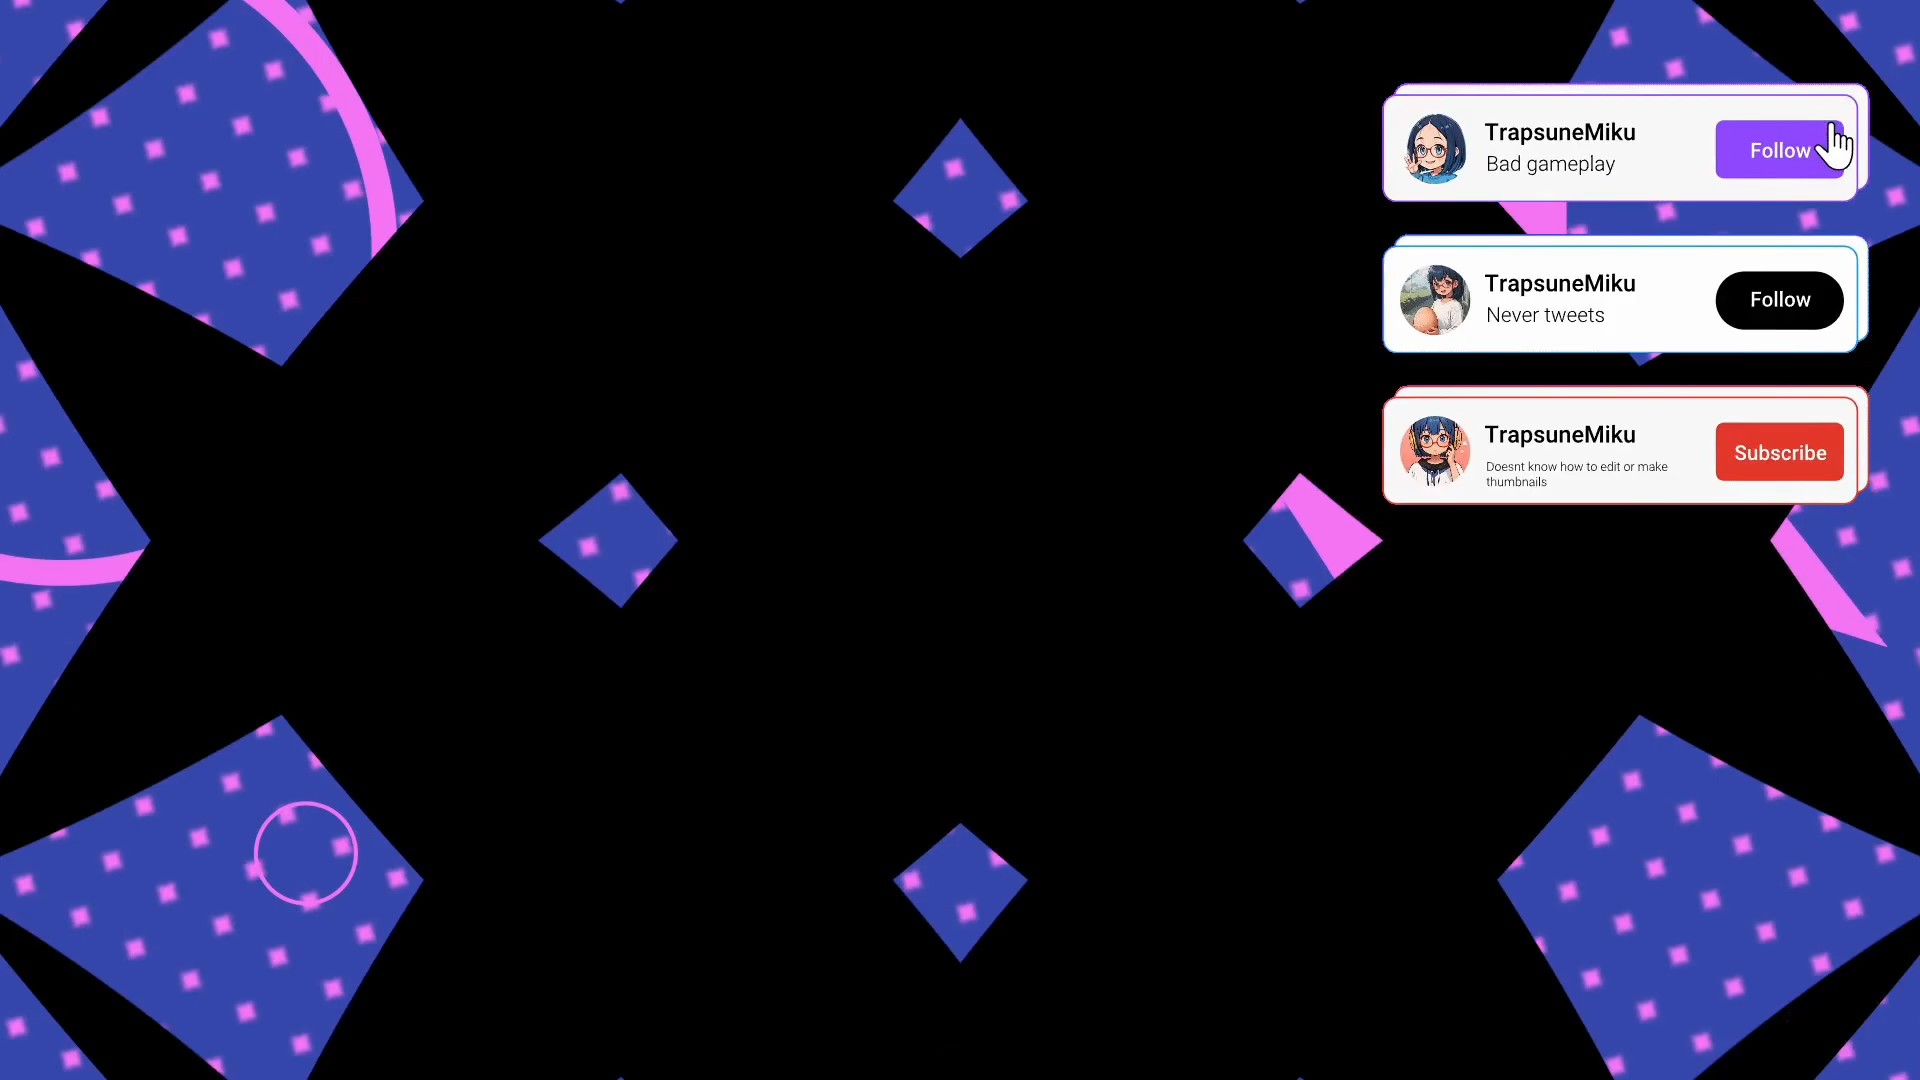 TrapsuneMiku
Bad gameplay
Follow
TrapsuneMiku
Never tweets
Follow
TrapsuneMiku
Doesnt know how to edit or make
thumbnails
Subscribe